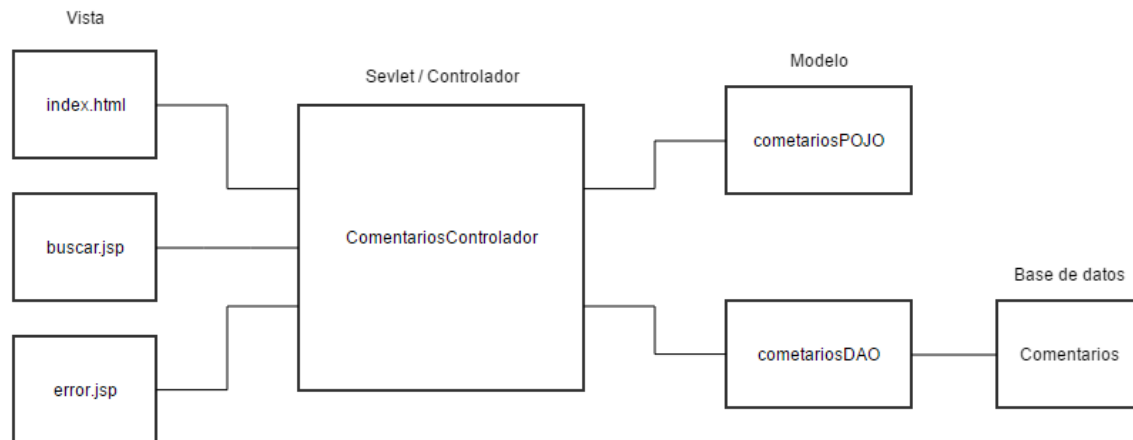 Vista
index.html
buscar.jsp
error.jsp
Sevlet / Controlador
ComentariosControlador
Modelo
cometariosPOJO
cometariosDAO
Base de datos
Comentarios